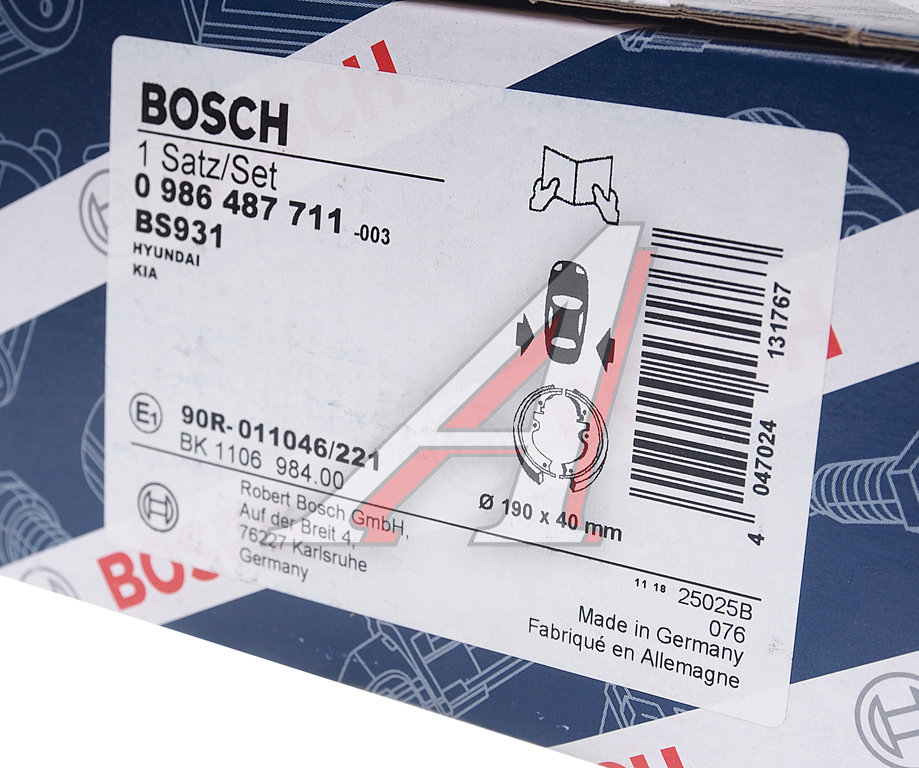 BOSCH
1 Satz/Set
0 986 487 711 -003
BS931
HYUNDAI
KIA
E1 90R-011046/221
BK 1106 984.00
Robert Bosch GmbH,
Auf der Breit 4,
76227 Karlsruhe
Germany
Ø 190 x 40 mm
4 047024 131767
11 18 25025B
076
Made in Germany
Fabriqué en Allemagne
BOSCH